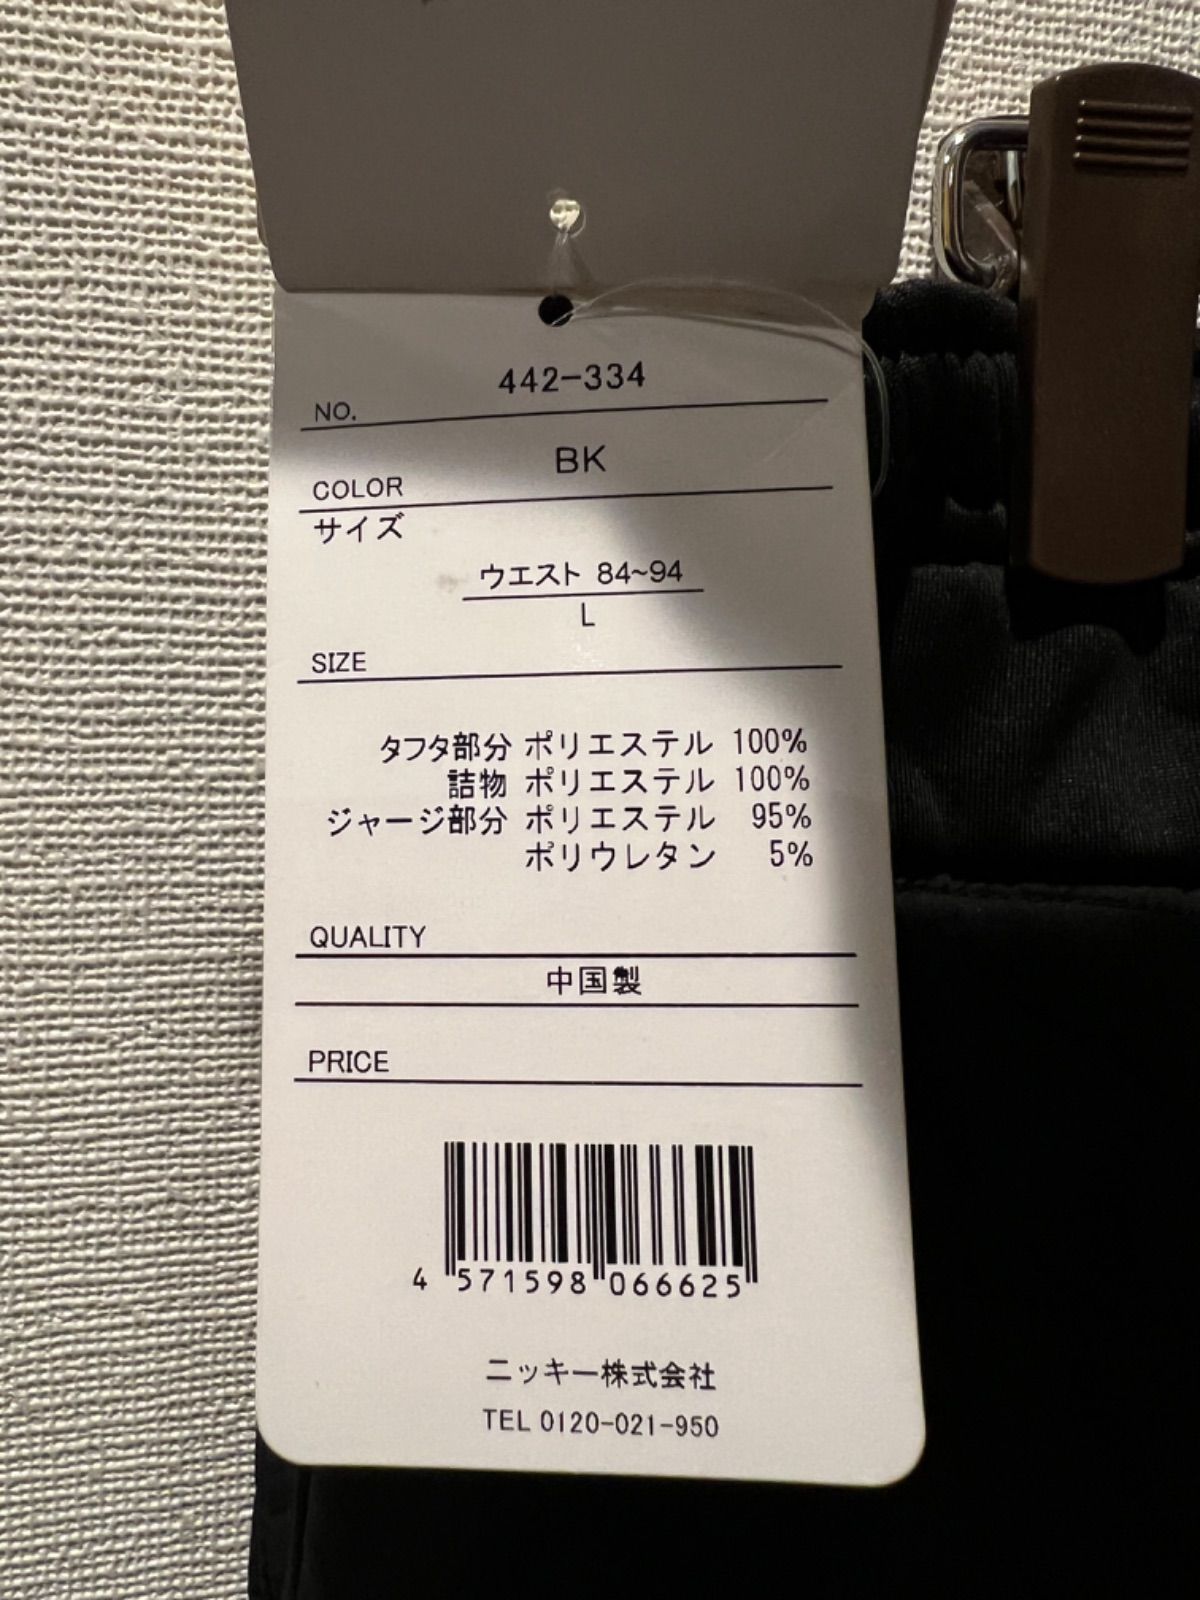 442-334
NO.
BK
COLOR
サイズ
ウエスト 84~94
L
SIZE
タフタ部分 ポリエステル 100%
詰物 ポリエステル 100%
ジャージ部分 ポリエステル 95%
ポリウレタン 5%
QUALITY
中国製
PRICE
4 571598 066625
ニッキー株式会社
TEL 0120-021-950